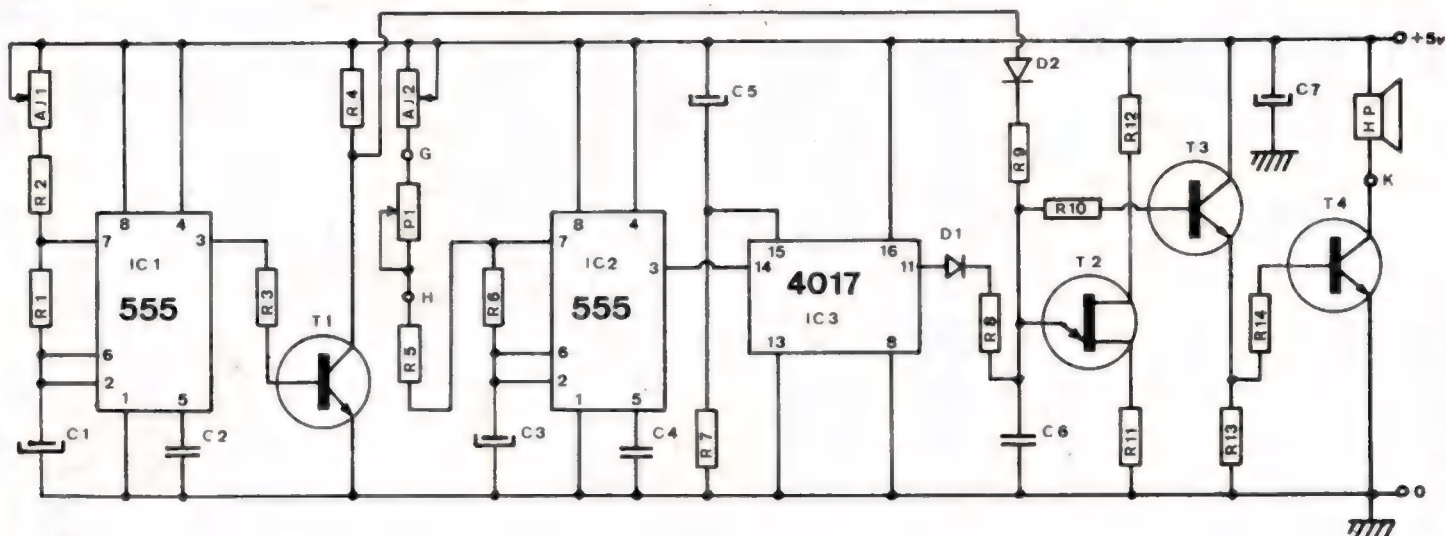 +5v
D2
C7
AJ1
R4
AJ2
C5
R12
HP
G
R9
T3
K
R2
P1
R10
T4
8
4
7
3
IC1
555
8
4
7
3
IC2
555
15
16
14
11
4017
IC3
D1
T2
R1
R3
T1
H
R6
R8
R14
6
2
1
5
R5
6
2
1
5
13
8
C1
C2
C3
C4
R7
C6
R11
R13
0